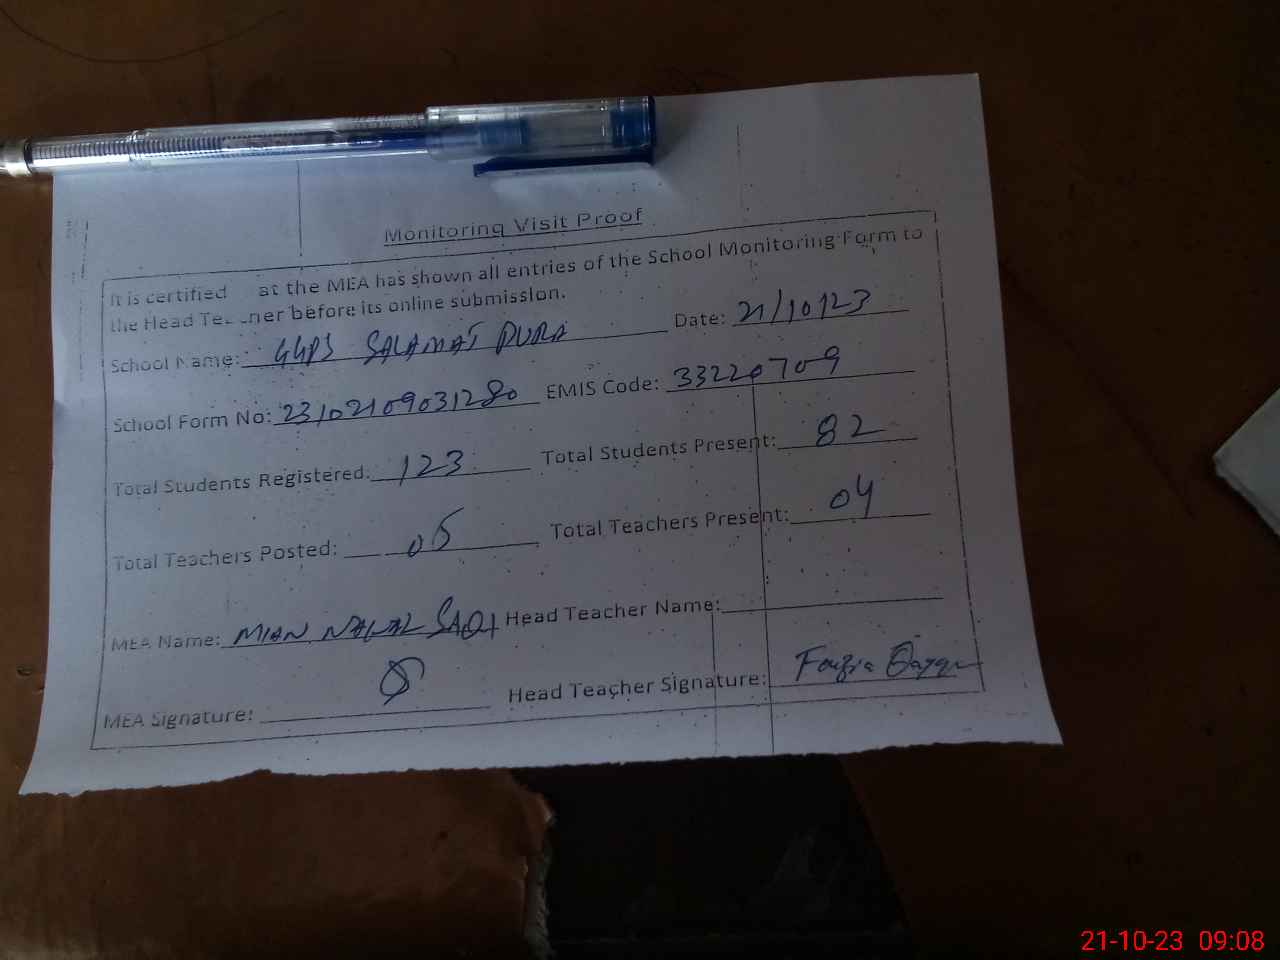 Monitoring Visit Proof
It is certified at the MEA has shown all entries of the School Monitoring Form to
the Head Te ner before its online submission.
School Name: GGPS SALAMAT PURA Date: 21/10/23
School Form No: 23102109031280 EMIS Code: 33220709
Total Students Registered: 123 Total Students Present: 82
Total Teachers Posted: 05 Total Teachers Present: 04
MEA Name: MIAN Head Teacher Name:
MEA Signature: Head Teacher Signature: Fouzia
21-10-23 09:08